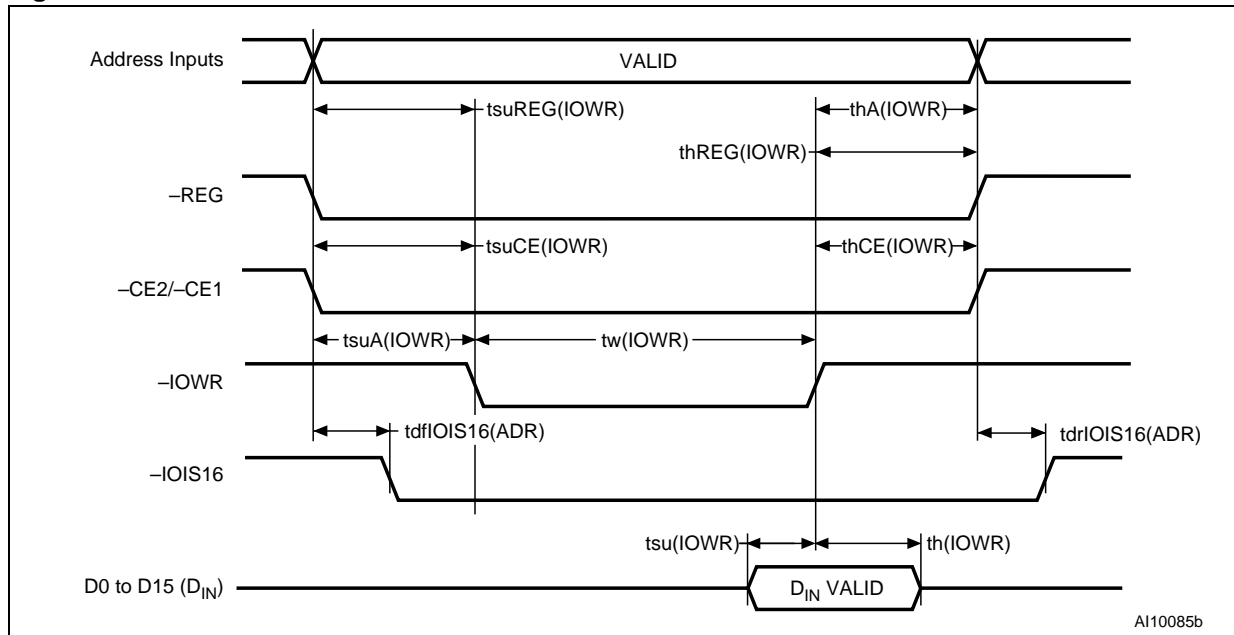 Address Inputs
VALID
tsuREG(IOWR)
thA(IOWR)
thREG(IOWR)
–REG
tsuCE(IOWR)
thCE(IOWR)
–CE2/–CE1
tsuA(IOWR)
tw(IOWR)
–IOWR
tdfIOIS16(ADR)
tdrIOIS16(ADR)
–IOIS16
tsu(IOWR)
th(IOWR)
D0 to D15 (DIN)
DIN VALID
AI10085b